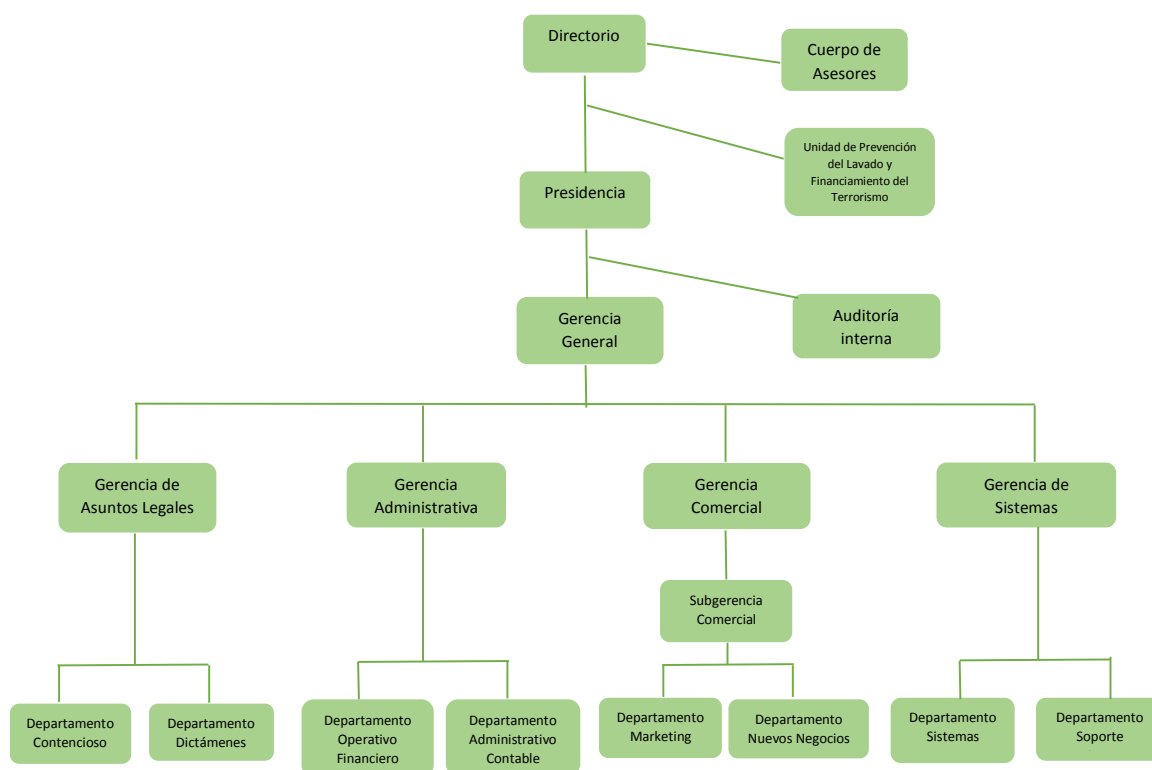 Directorio
Cuerpo de
Asesores
Unidad de Prevención
del Lavado y
Financiamiento del
Terrorismo
Presidencia
Gerencia
General
Auditoría
interna
Gerencia de
Asuntos Legales
Gerencia
Administrativa
Gerencia
Comercial
Gerencia de
Sistemas
Subgerencia
Comercial
Departamento
Contencioso
Departamento
Dictámenes
Departamento
Operativo
Financiero
Departamento
Administrativo
Contable
Departamento
Marketing
Departamento
Nuevos Negocios
Departamento
Sistemas
Departamento
Soporte